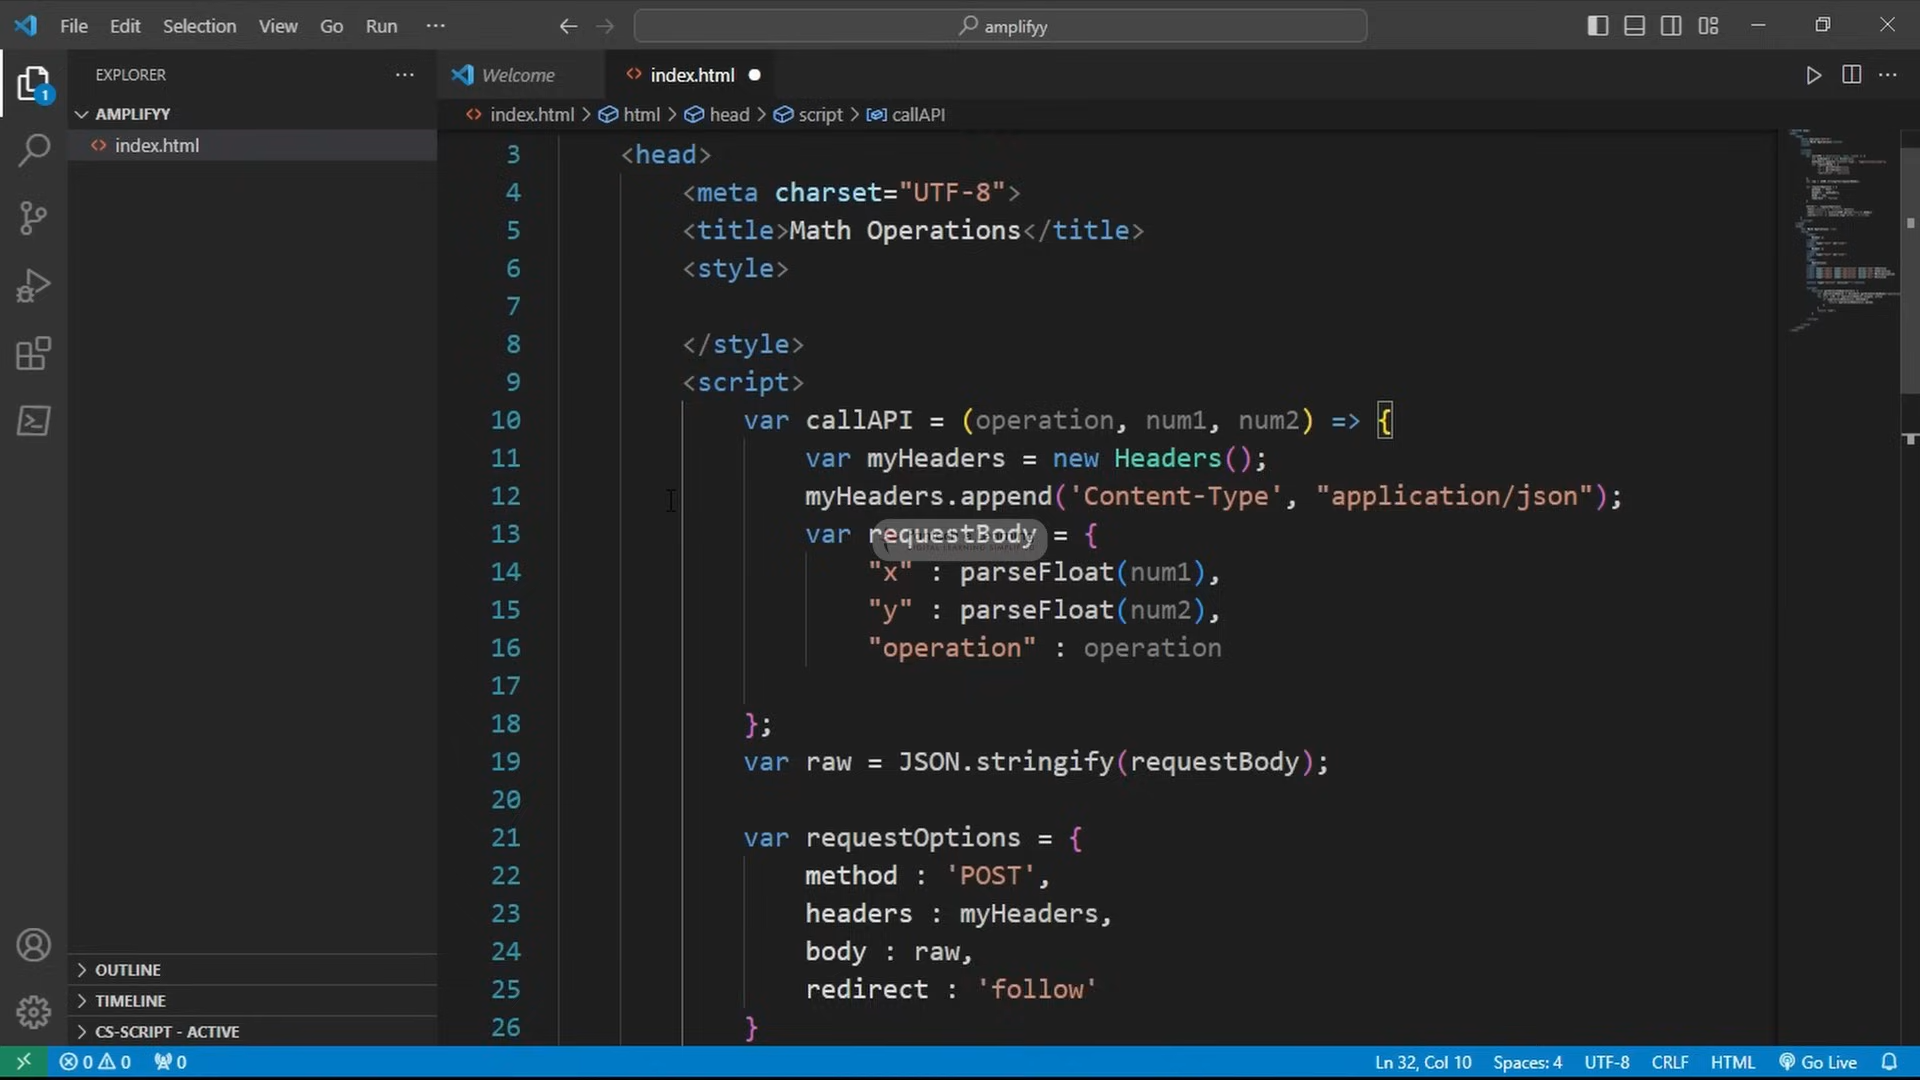 File Edit Selection View Go Run ··· amplifyy
EXPLORER ···
Welcome
index.html
AMPLIFYY
index.html > html > head > script > callAPI
index.html
3 <head>
4 <meta charset="UTF-8">
5 <title>Math Operations</title>
6 <style>
7
8 </style>
9 <script>
10 var callAPI = (operation, num1, num2) => {
11 var myHeaders = new Headers();
12 myHeaders.append('Content-Type', "application/json");
13 var requestBody = {
DIGITAL LEARNING SIMPLIFIED
14 "x" : parseFloat(num1),
15 "y" : parseFloat(num2),
16 "operation" : operation
17
18 };
19 var raw = JSON.stringify(requestBody);
20
21 var requestOptions = {
22 method : 'POST',
23 headers : myHeaders,
24 body : raw,
25 redirect : 'follow'
26 }
OUTLINE
TIMELINE
CS-SCRIPT - ACTIVE
1
0 0 0 Ln 32, Col 10 Spaces: 4 UTF-8 CRLF HTML Go Live